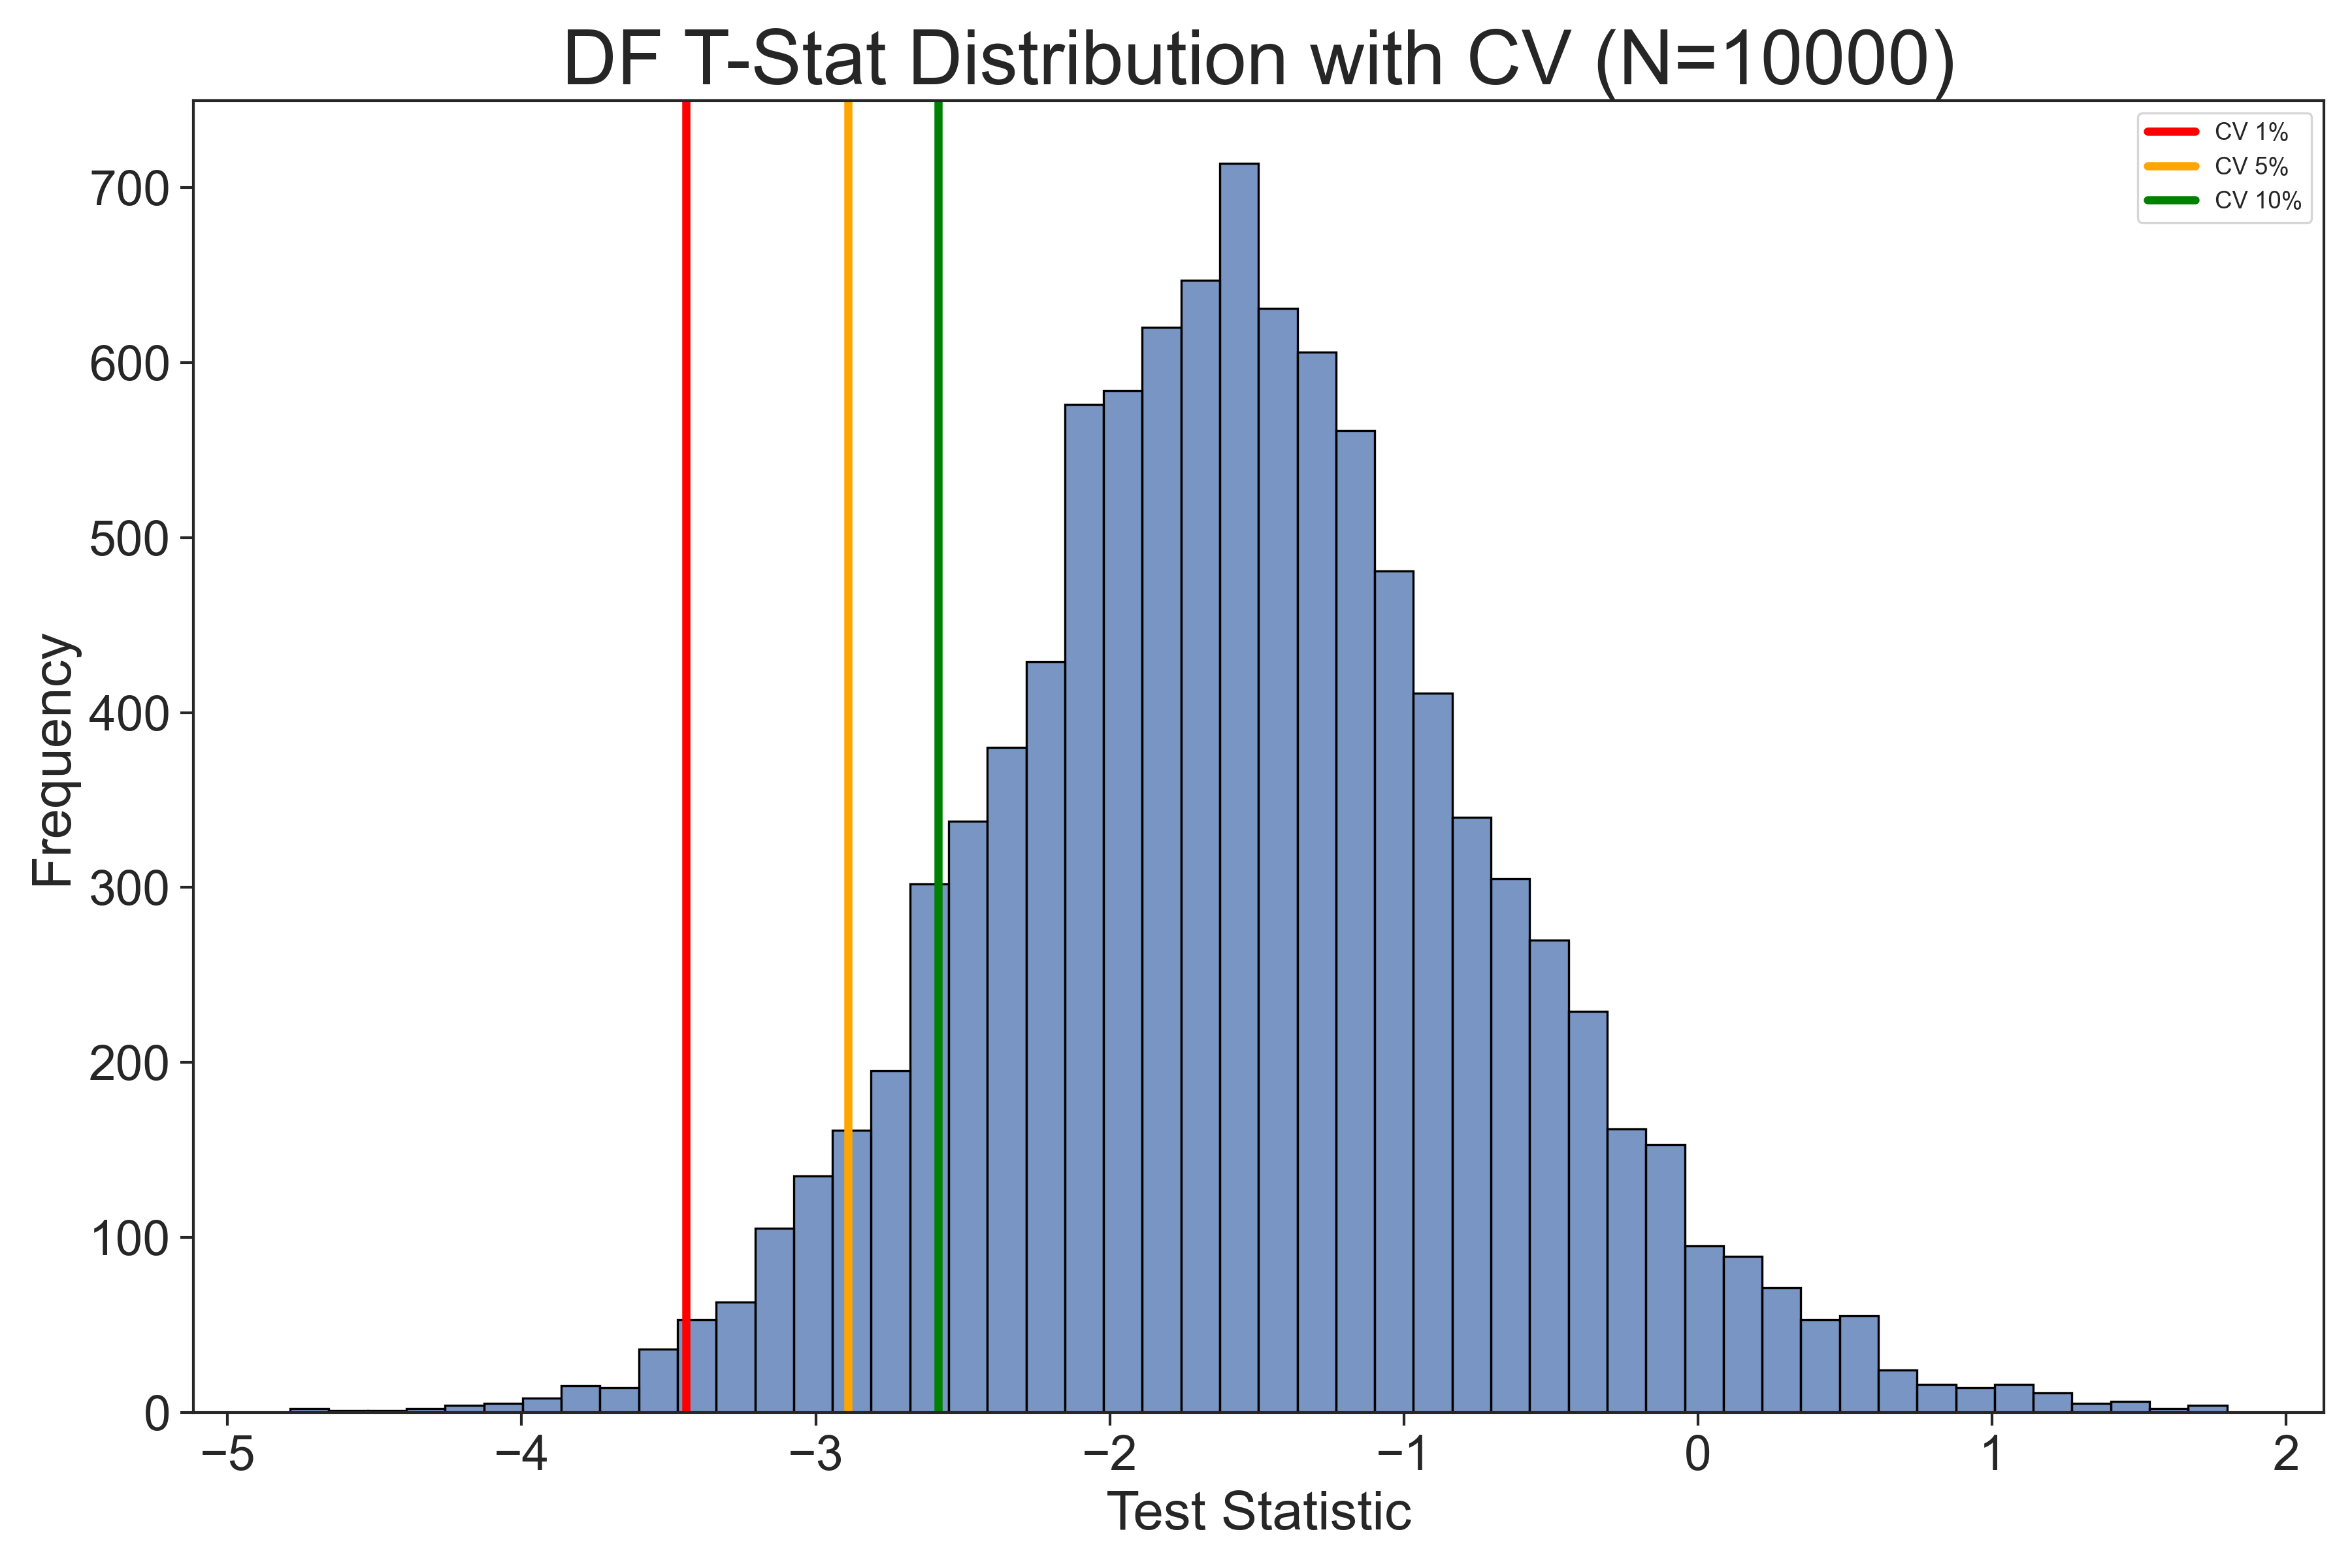 DF T-Stat Distribution with CV (N=10000)
CV 1%
CV 5%
CV 10%
Frequency
700
600
500
400
300
200
100
0
−5 −4 −3 −2 −1 0 1 2
Test Statistic